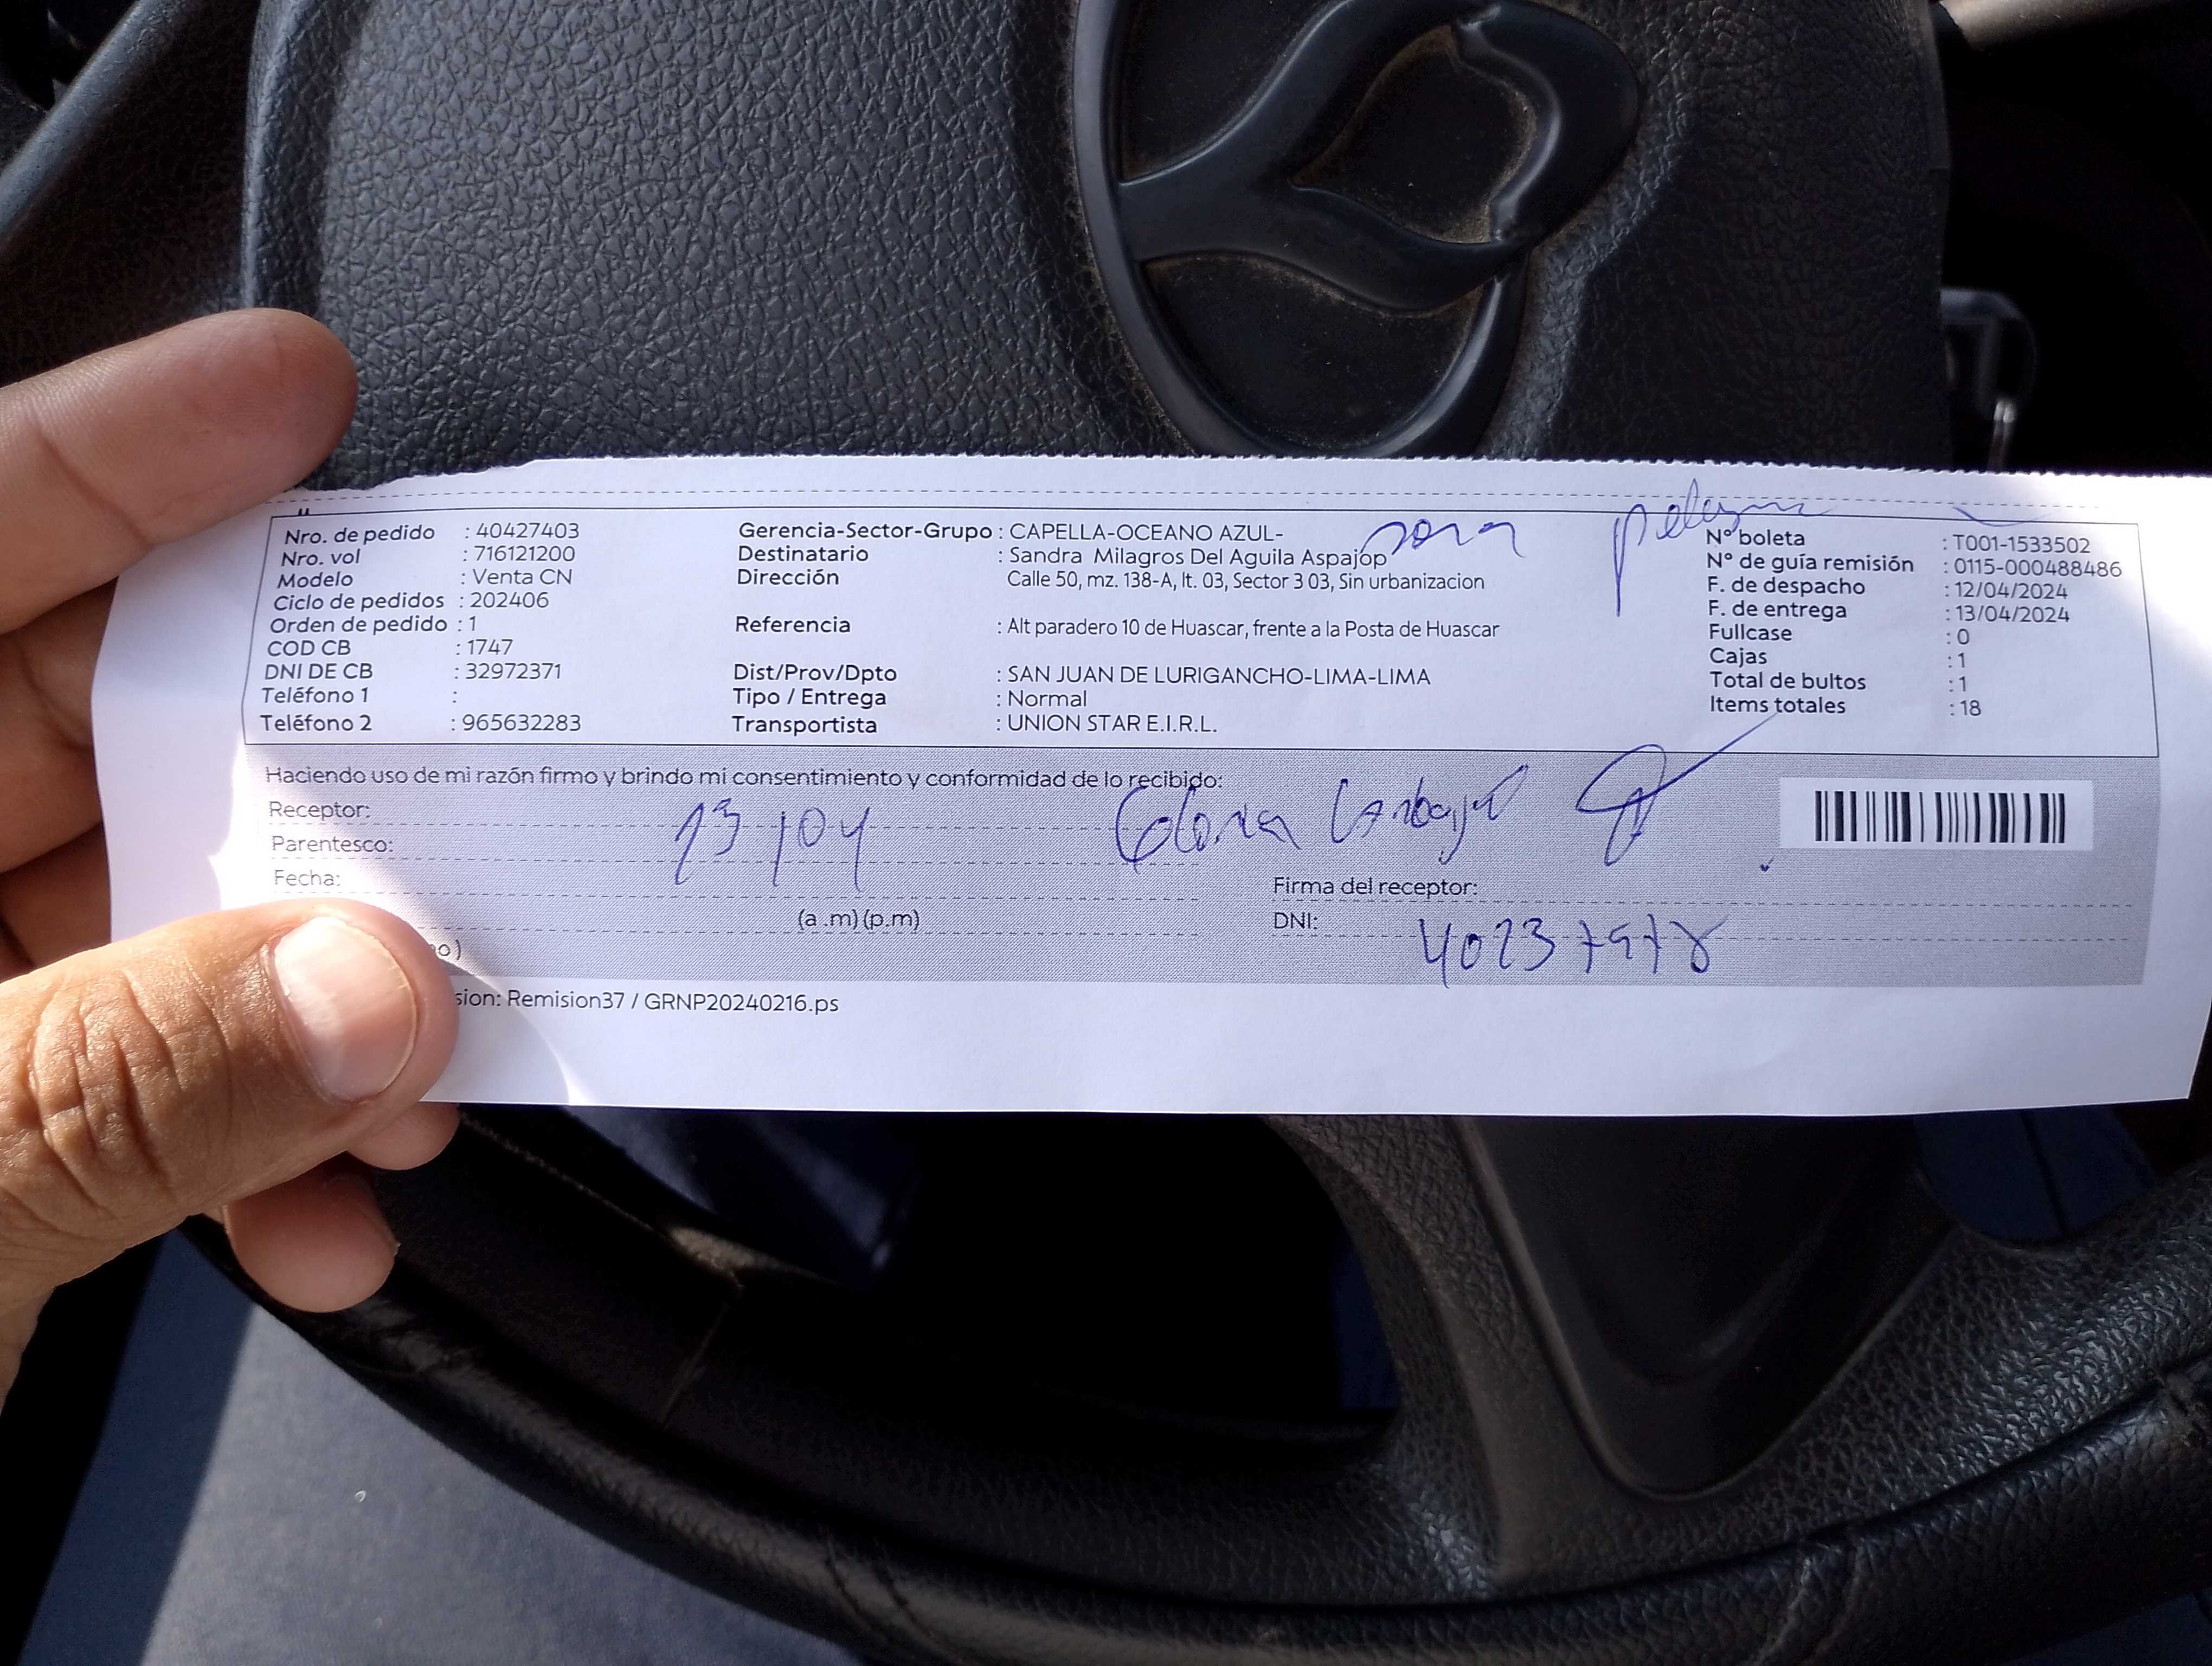 Nro. de pedido : 40427403
Nro. vol : 716121200
Modelo : Venta CN
Ciclo de pedidos : 202406
Orden de pedido : 1
COD CB : 1747
DNI DE CB : 32972371
Teléfono 1 :
Teléfono 2 : 965632283
Gerencia-Sector-Grupo : CAPELLA-OCEANO AZUL-
Destinatario : Sandra Milagros Del Aguila Aspajop
Dirección Calle 50, mz. 138-A, lt. 03, Sector 3 03, Sin urbanizacion
Referencia : Alt paradero 10 de Huascar, frente a la Posta de Huascar
Dist/Prov/Dpto : SAN JUAN DE LURIGANCHO-LIMA-LIMA
Tipo / Entrega : Normal
Transportista : UNION STAR E.I.R.L.
zona
N° boleta : T001-1533502
N° de guía remisión : 0115-000488486
F. de despacho : 12/04/2024
F. de entrega : 13/04/2024
Fullcase : 0
Cajas : 1
Total de bultos : 1
Items totales : 18
Haciendo uso de mi razón firmo y brindo mi consentimiento y conformidad de lo recibido:
Receptor:
Parentesco:
Fecha:
13/04
Gloria Carbajal
(a .m) (p.m)
Firma del receptor:
DNI: 40237978
o)
sion: Remision37 / GRNP20240216.ps